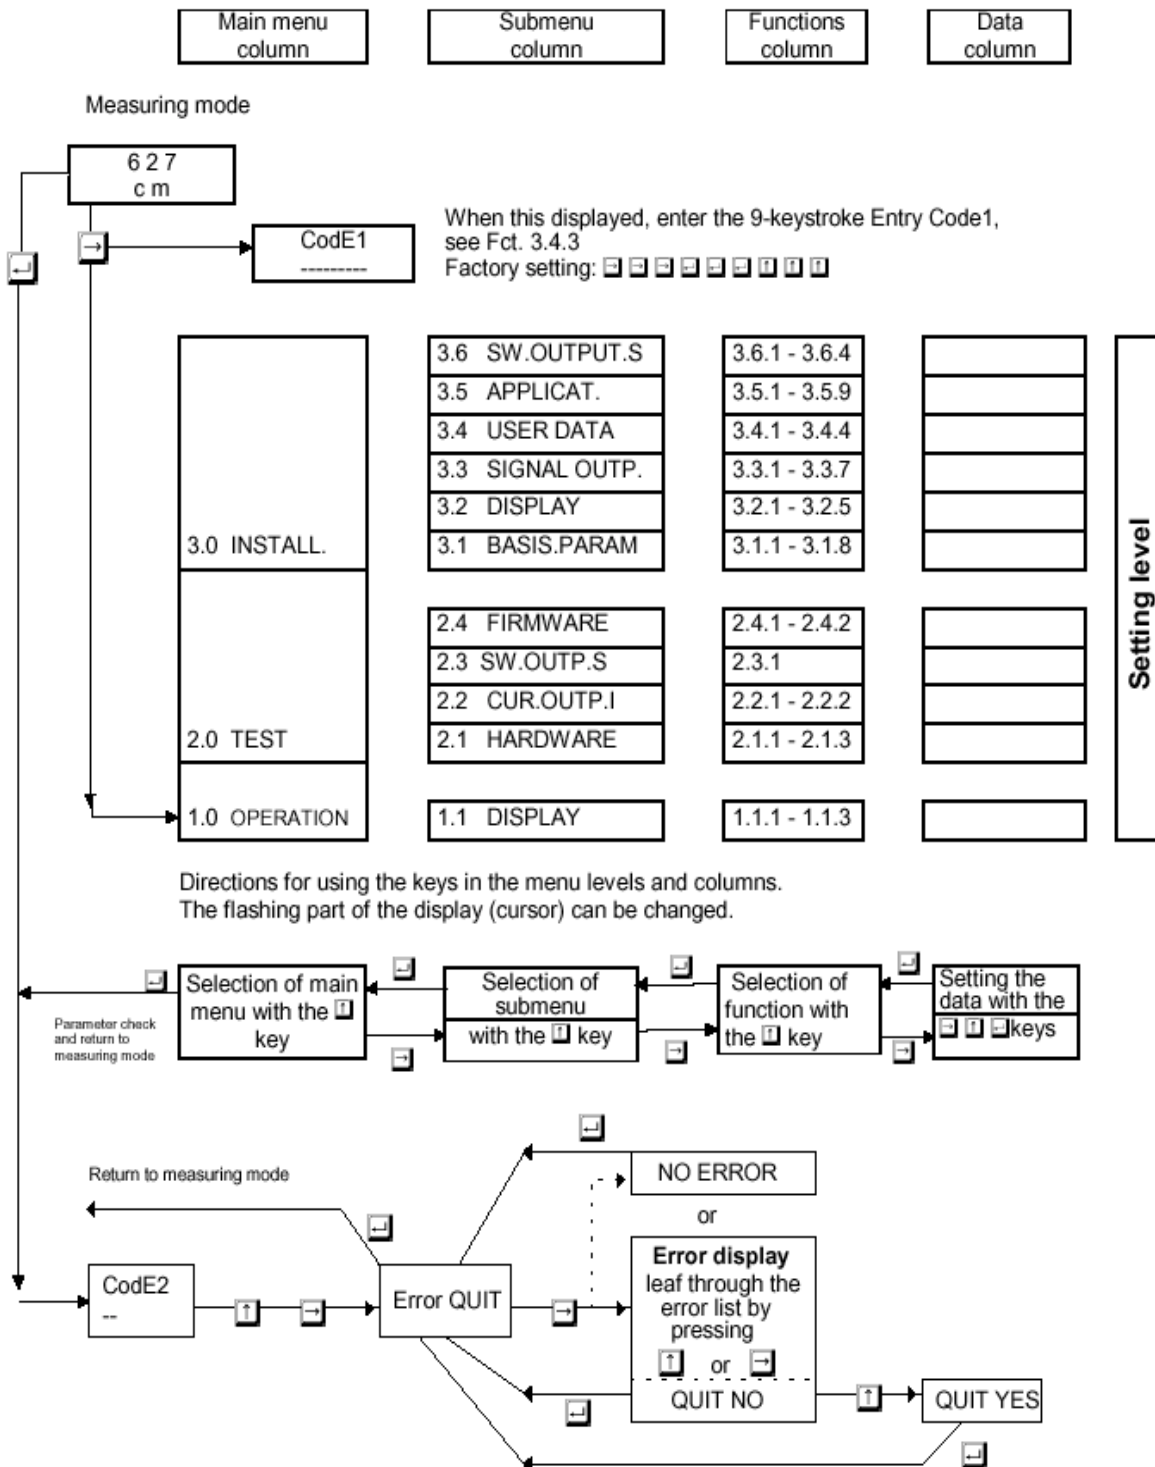 Main menu column
Submenu column
Functions column
Data column
Measuring mode
6 2 7
c m
→
↵
CodE1
---------
When this displayed, enter the 9-keystroke Entry Code1,
see Fct. 3.4.3
Factory setting: → → → ↵ ↵ ↵ ↑ ↑ ↑
3.6 SW.OUTPUT.S 3.6.1 - 3.6.4
3.5 APPLICAT. 3.5.1 - 3.5.9
3.4 USER DATA 3.4.1 - 3.4.4
3.3 SIGNAL OUTP. 3.3.1 - 3.3.7
3.2 DISPLAY 3.2.1 - 3.2.5
3.0 INSTALL. 3.1 BASIS.PARAM 3.1.1 - 3.1.8
2.4 FIRMWARE 2.4.1 - 2.4.2
2.3 SW.OUTP.S 2.3.1
2.2 CUR.OUTP.I 2.2.1 - 2.2.2
2.0 TEST 2.1 HARDWARE 2.1.1 - 2.1.3
1.0 OPERATION 1.1 DISPLAY 1.1.1 - 1.1.3
Setting level
Directions for using the keys in the menu levels and columns.
The flashing part of the display (cursor) can be changed.
↵ ↵ ↵ ↵
Parameter check
and return to
measuring mode
Selection of main
menu with the ↑
key
Selection of
submenu
with the ↑ key
Selection of
function with
the ↑ key
Setting the
data with the
→ ↑ ↵ keys
→ → →
↵
Return to measuring mode
↵
NO ERROR
or
CodE2
--
↑ →
Error QUIT
→
Error display
leaf through the
error list by
pressing
↑ or →
QUIT NO
↵
↑
QUIT YES
↵